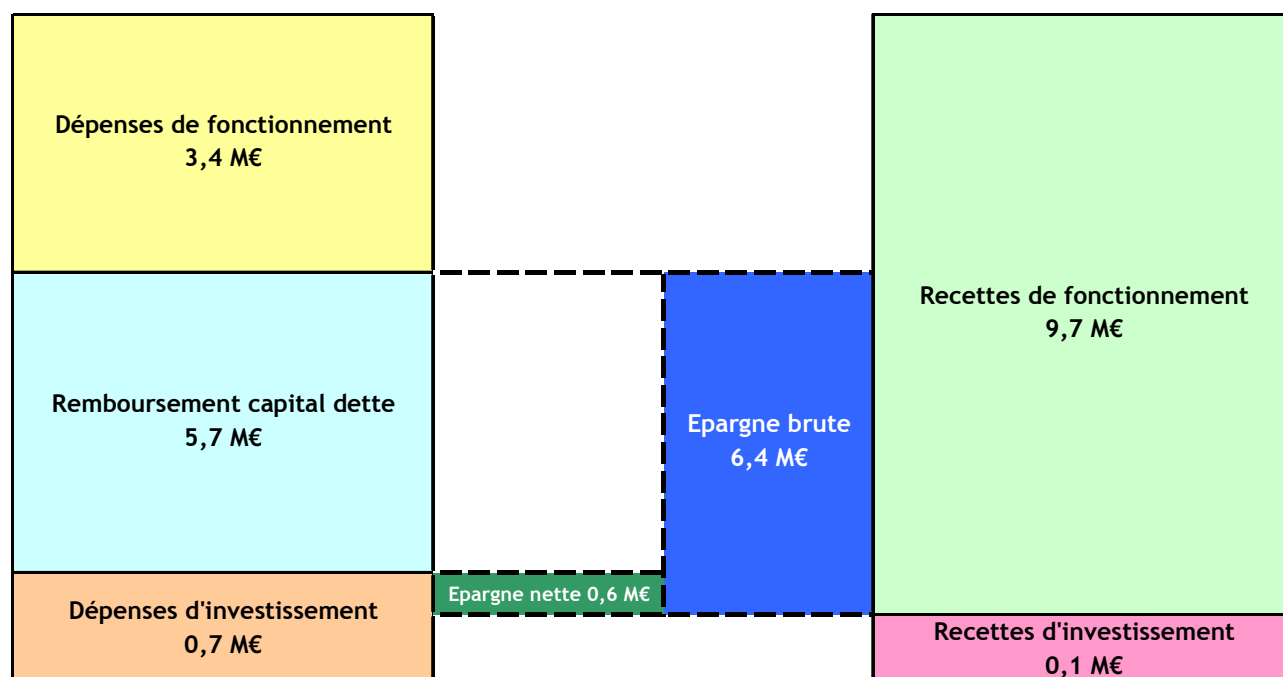 Dépenses de fonctionnement
3,4 M€
Remboursement capital dette
5,7 M€
Dépenses d'investissement
0,7 M€
Epargne nette 0,6 M€
Epargne brute
6,4 M€
Recettes de fonctionnement
9,7 M€
Recettes d'investissement
0,1 M€